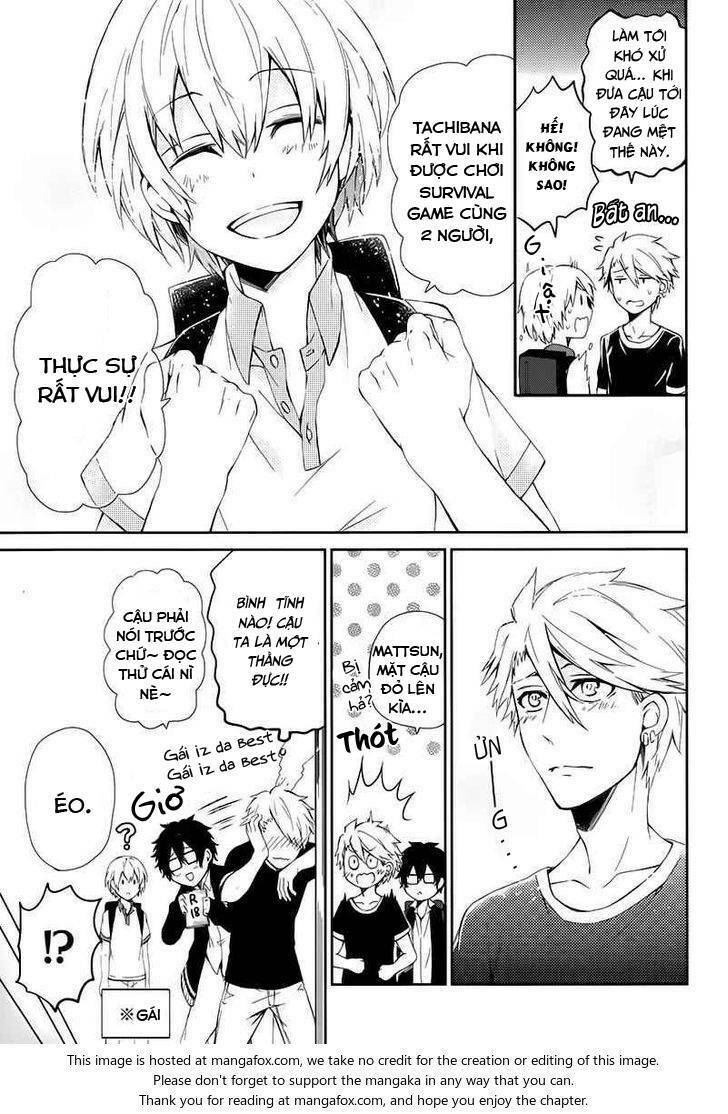 LÀM TỚI
KHÓ XỬ
QUÁ... KHI
ĐƯA CẬU TỚI
ĐÂY LÚC
ĐANG MỆT
THẾ NÀY.
HẾ!
KHÔNG!
KHÔNG
SAO!
Bất an...
Giật
TACHIBANA
RẤT VUI KHI
ĐƯỢC CHƠI
SURVIVAL
GAME CÙNG
2 NGƯỜI,
THỰC SỰ
RẤT VUI!!
ỬN
G...
MATTSUN,
MẶT CẬU
ĐỎ LÊN
KÌA...
Bị
cảm
hả?
Thót
BÌNH TĨNH
NÀO! CẬU
TA LÀ MỘT
THẰNG
ĐỰC!!
Gái iz da Best
Gái iz da Best
CẬU PHẢI
NÓI TRƯỚC
CHỨ~ ĐỌC
THỬ CÁI NÌ
NÈ~
Giơ
R
18
ÉO.
?
!?
※ GÁI
This image is hosted at mangafox.com, we take no credit for the creation or editing of this image.
Please don't forget to support the mangaka in any way that you can.
Thank you for reading at mangafox.com, and hope you enjoy the chapter.